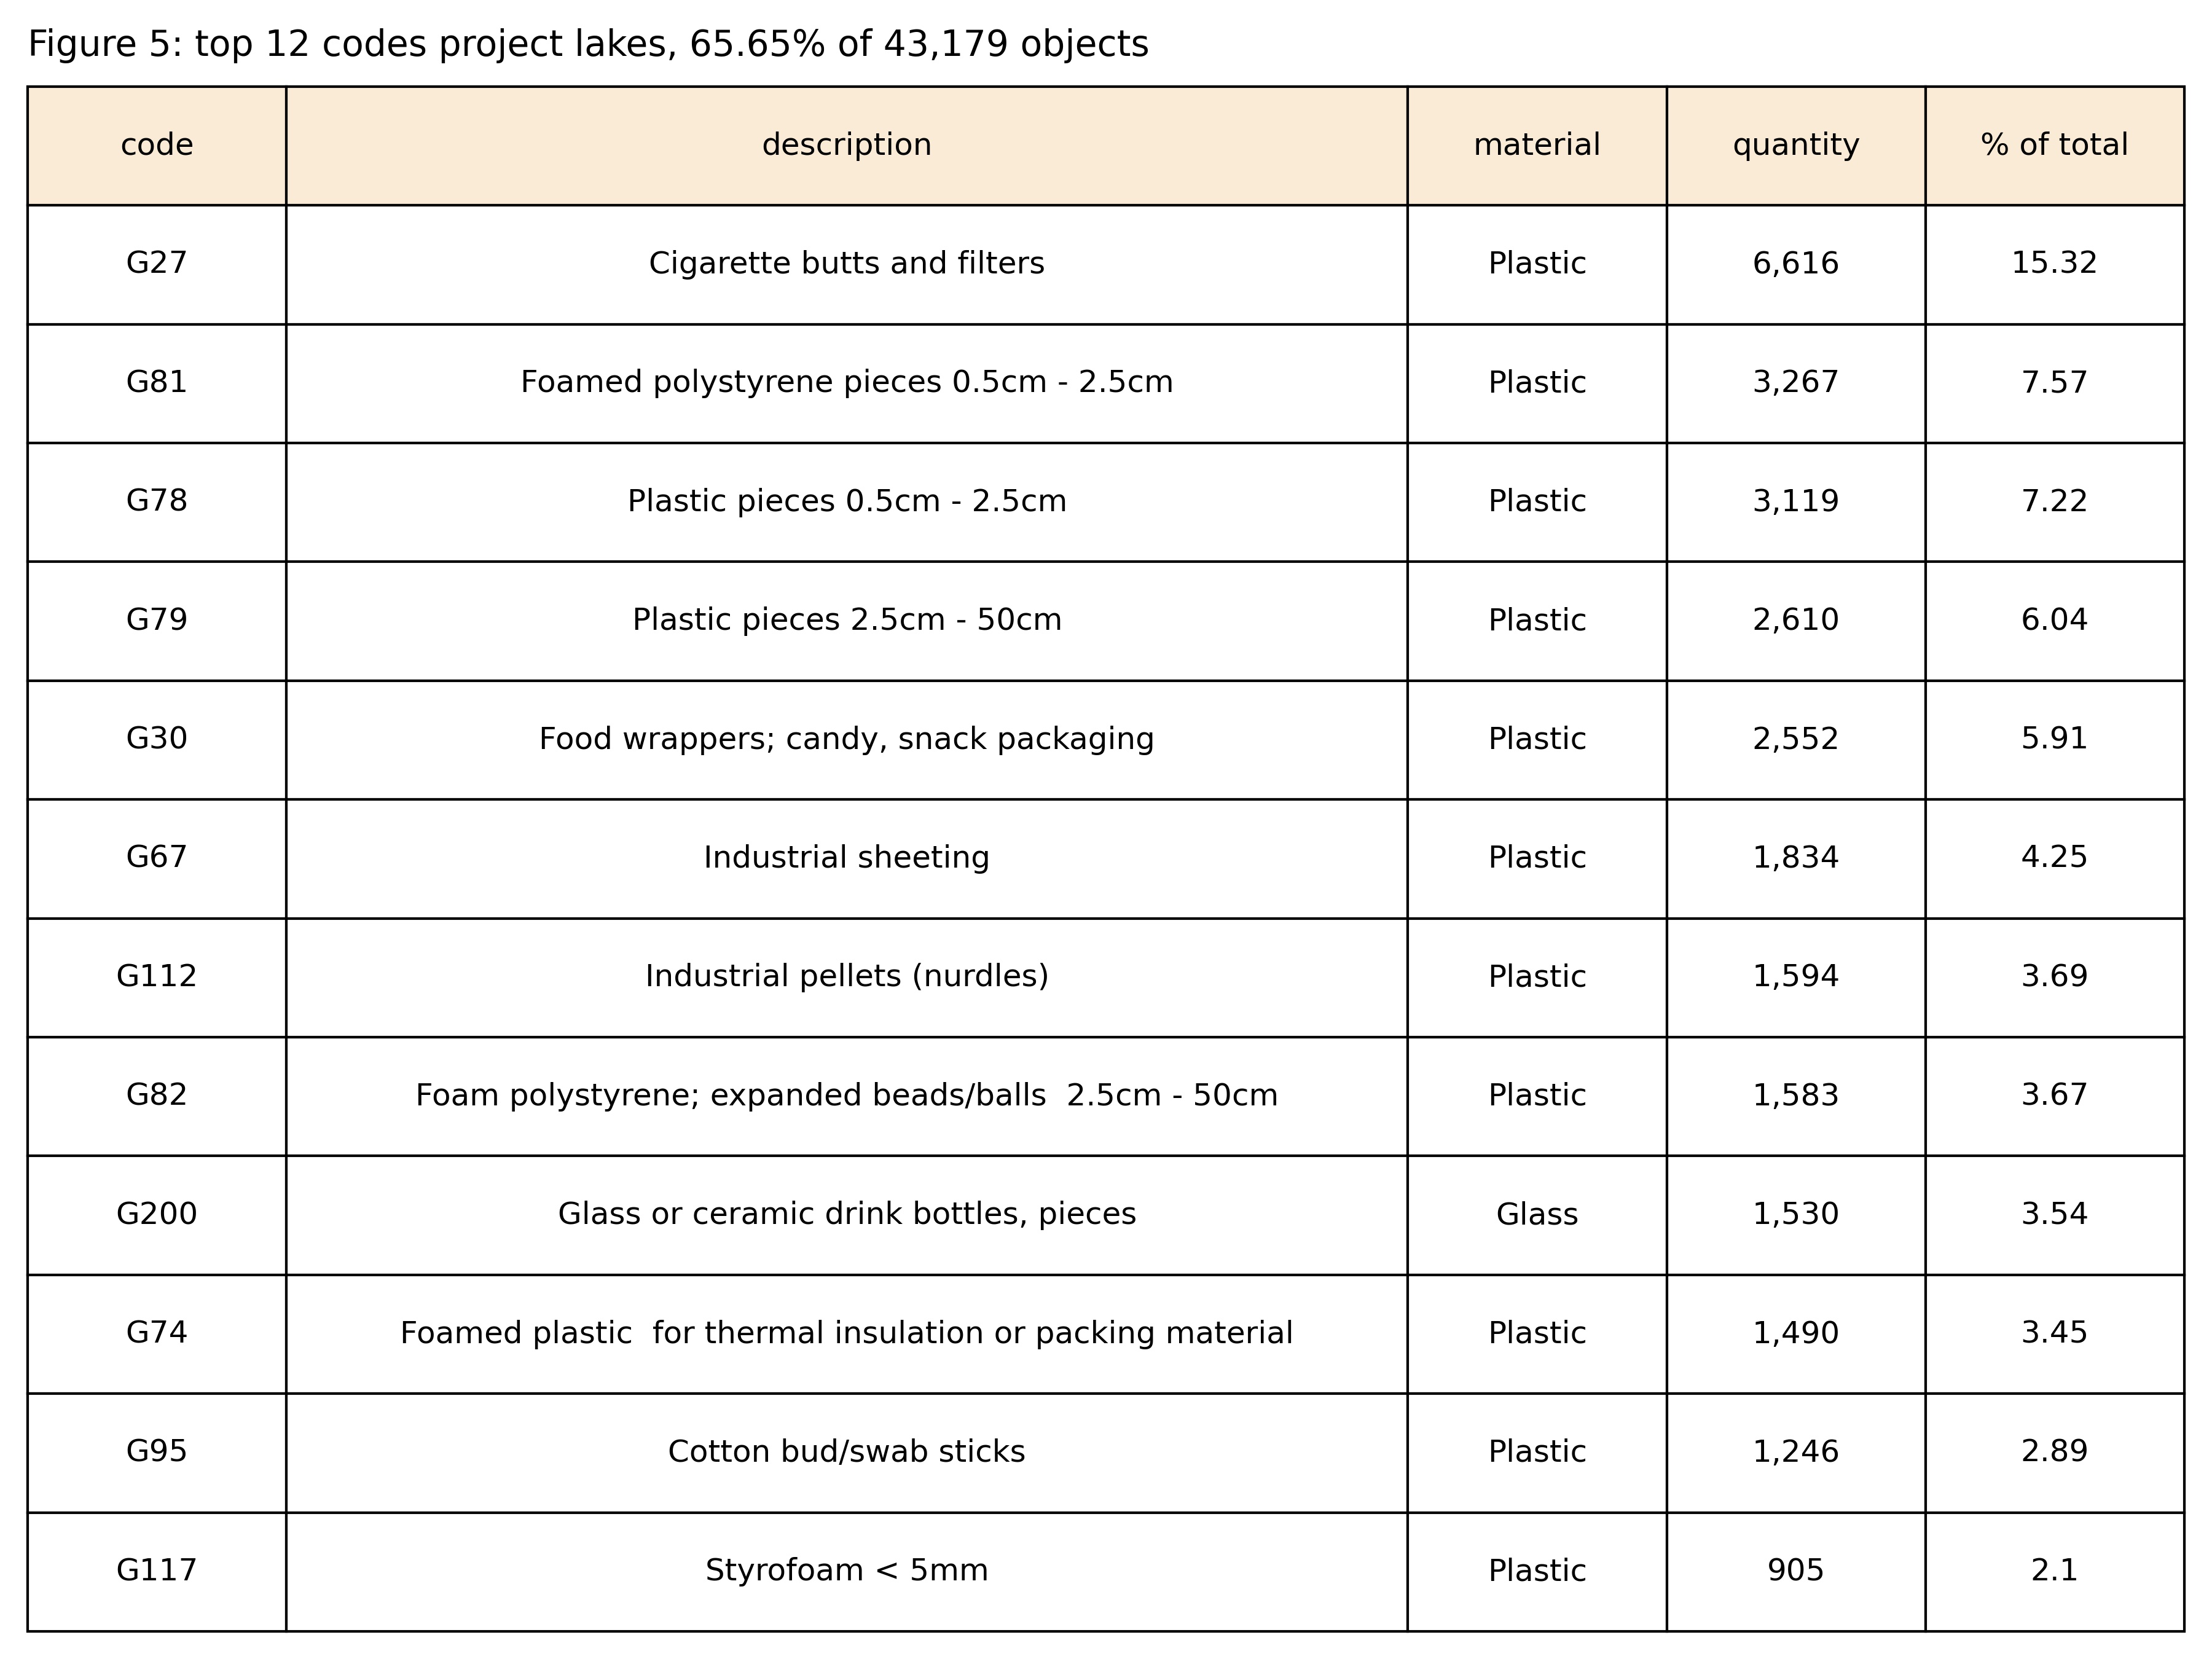 Figure 5: top 12 codes project lakes, 65.65% of 43,179 objects
code description material quantity % of total
G27 Cigarette butts and filters Plastic 6,616 15.32
G81 Foamed polystyrene pieces 0.5cm - 2.5cm Plastic 3,267 7.57
G78 Plastic pieces 0.5cm - 2.5cm Plastic 3,119 7.22
G79 Plastic pieces 2.5cm - 50cm Plastic 2,610 6.04
G30 Food wrappers; candy, snack packaging Plastic 2,552 5.91
G67 Industrial sheeting Plastic 1,834 4.25
G112 Industrial pellets (nurdles) Plastic 1,594 3.69
G82 Foam polystyrene; expanded beads/balls  2.5cm - 50cm Plastic 1,583 3.67
G200 Glass or ceramic drink bottles, pieces Glass 1,530 3.54
G74 Foamed plastic  for thermal insulation or packing material Plastic 1,490 3.45
G95 Cotton bud/swab sticks Plastic 1,246 2.89
G117 Styrofoam < 5mm Plastic 905 2.1